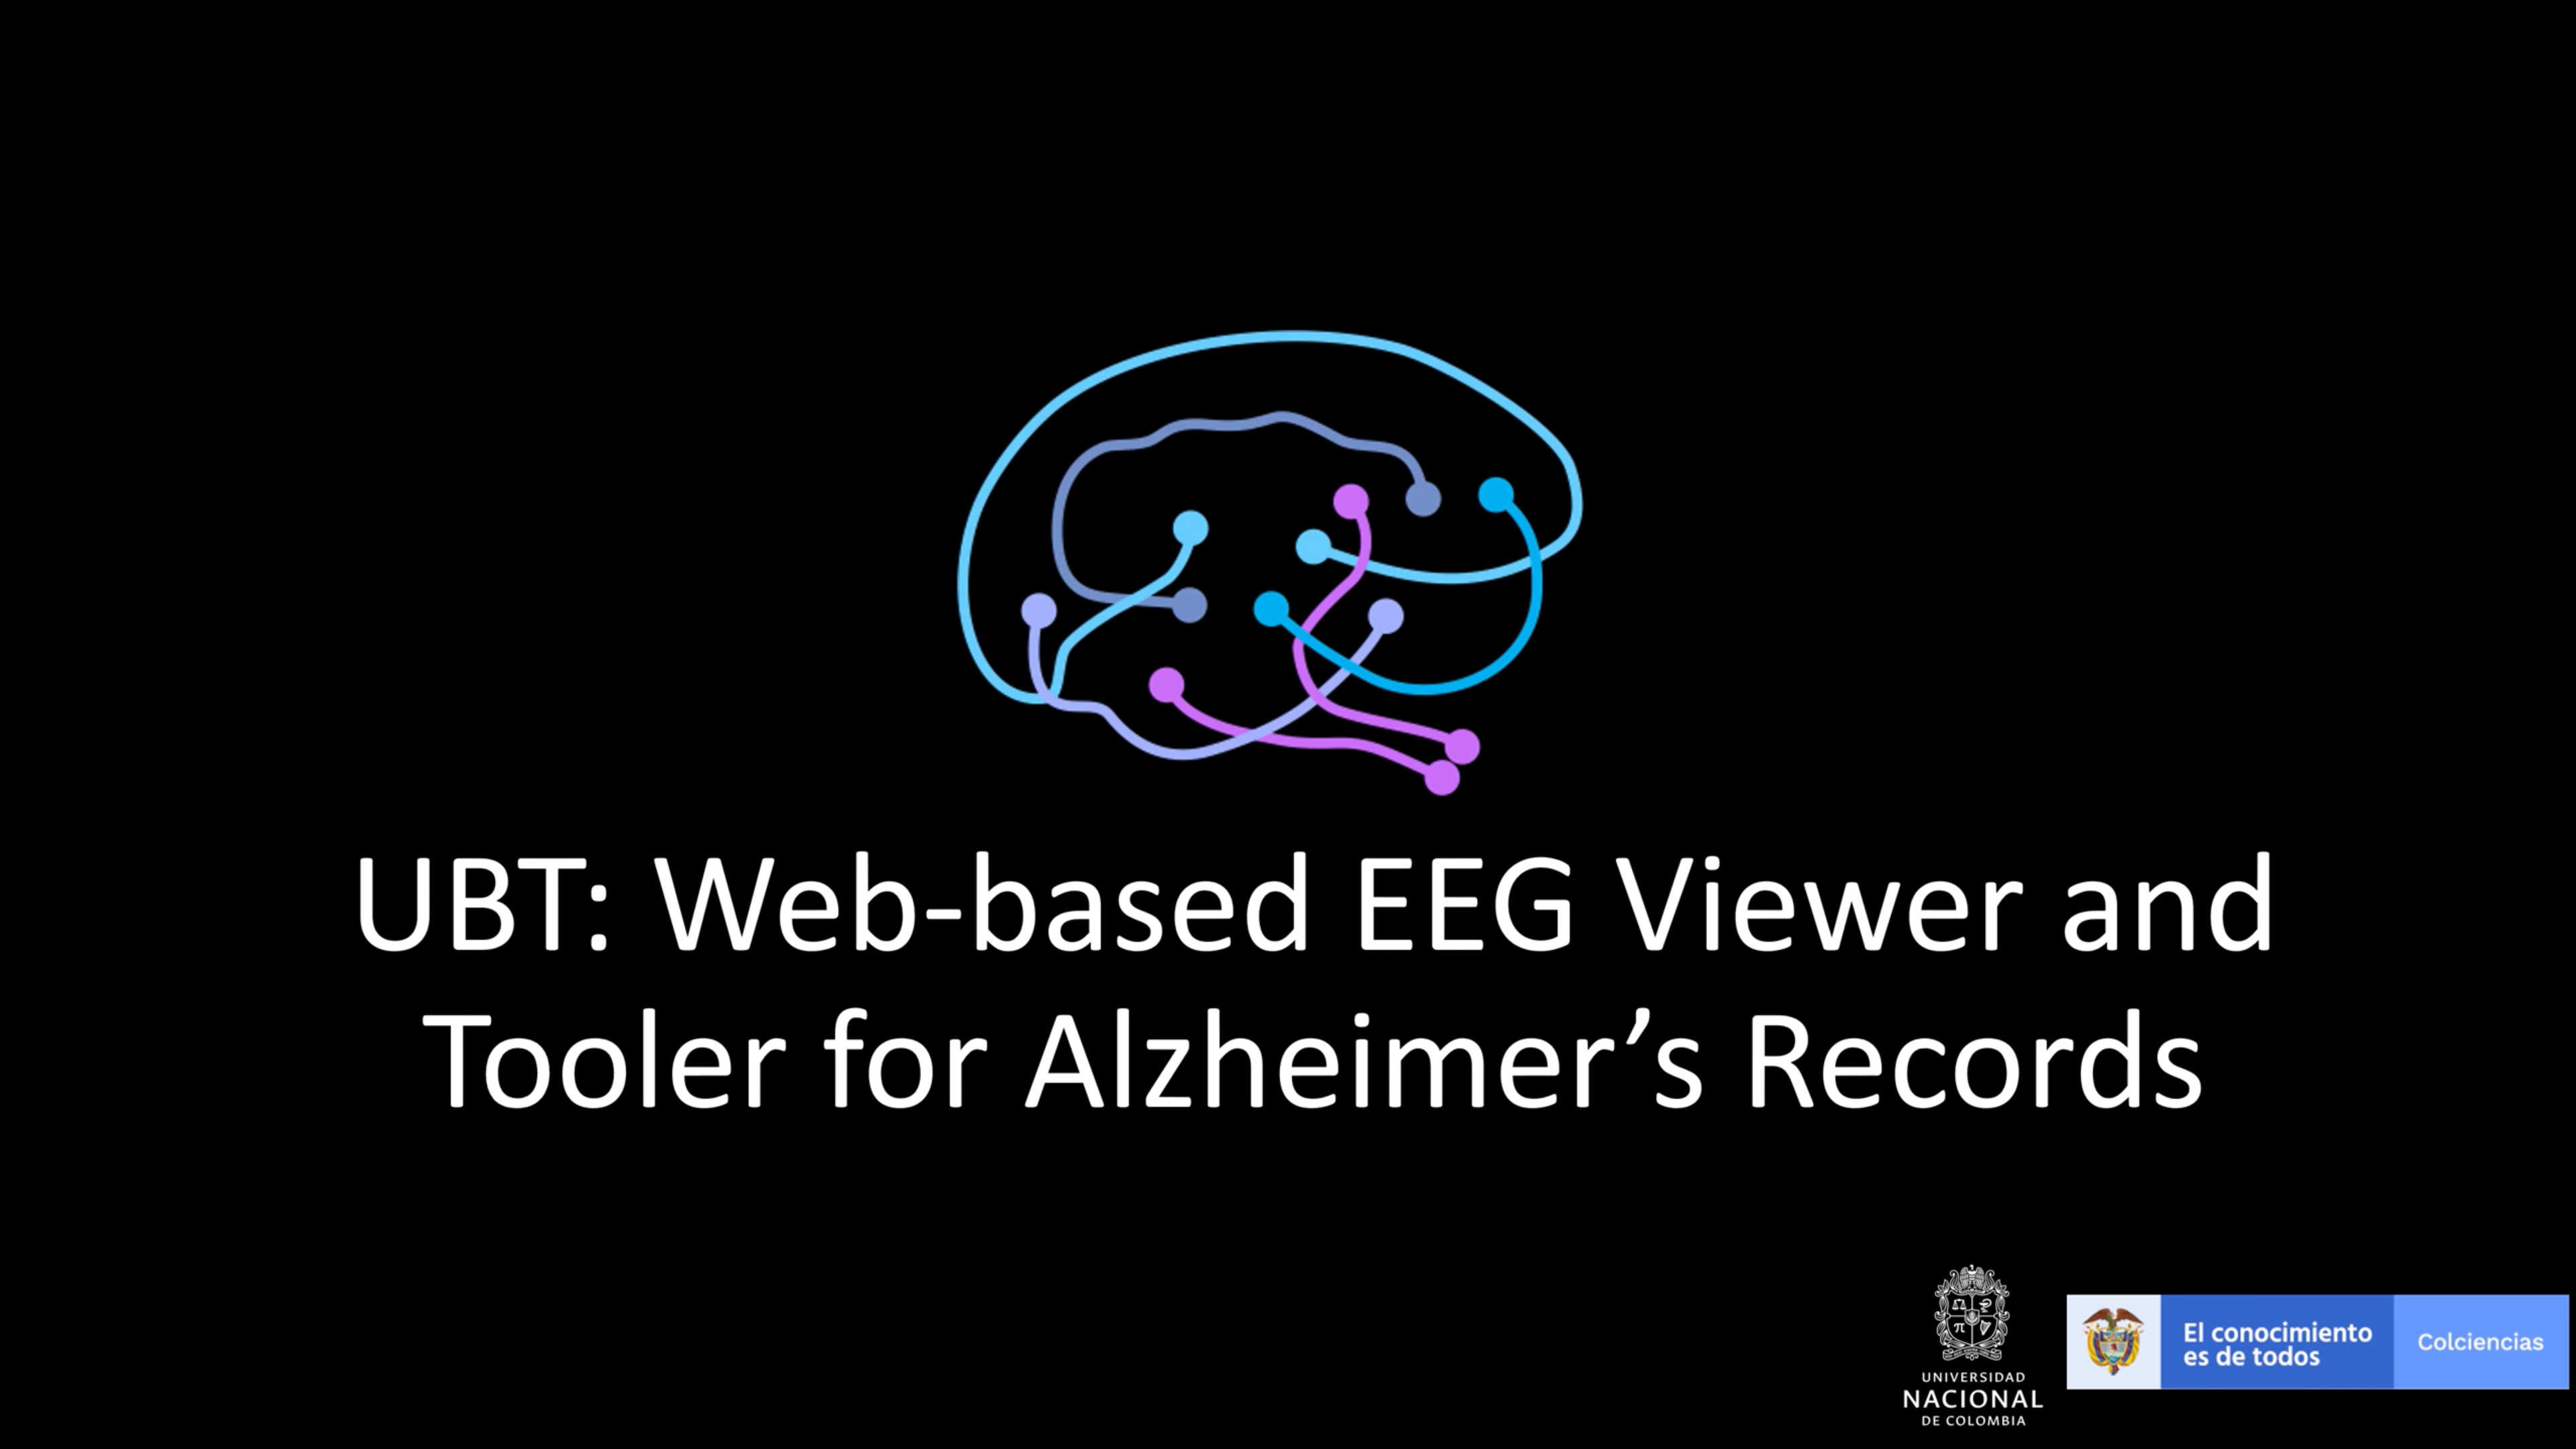 UBT: Web-based EEG Viewer and
Tooler for Alzheimer’s Records
UNIVERSIDAD
NACIONAL
DE COLOMBIA
El conocimiento
es de todos
Colciencias